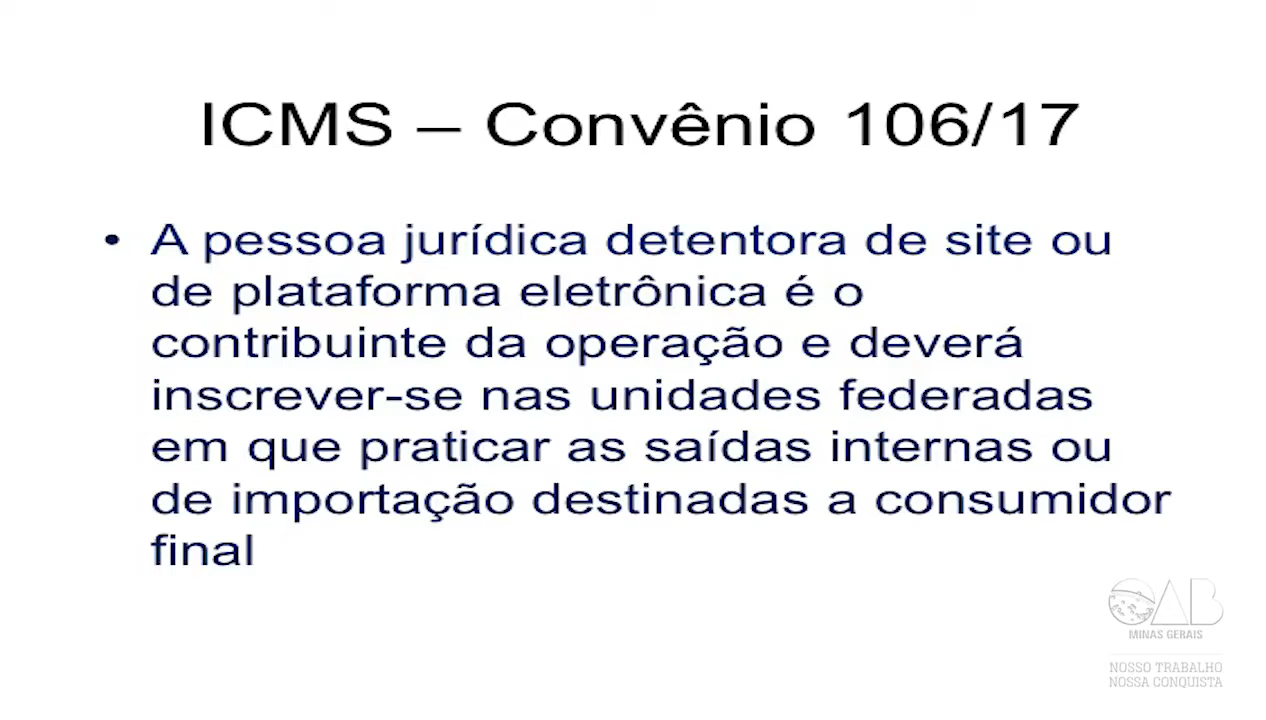 ICMS – Convênio 106/17
• A pessoa jurídica detentora de site ou
de plataforma eletrônica é o
contribuinte da operação e deverá
inscrever-se nas unidades federadas
em que praticar as saídas internas ou
de importação destinadas a consumidor
final
OAB
MINAS GERAIS
NOSSO TRABALHO
NOSSA CONQUISTA